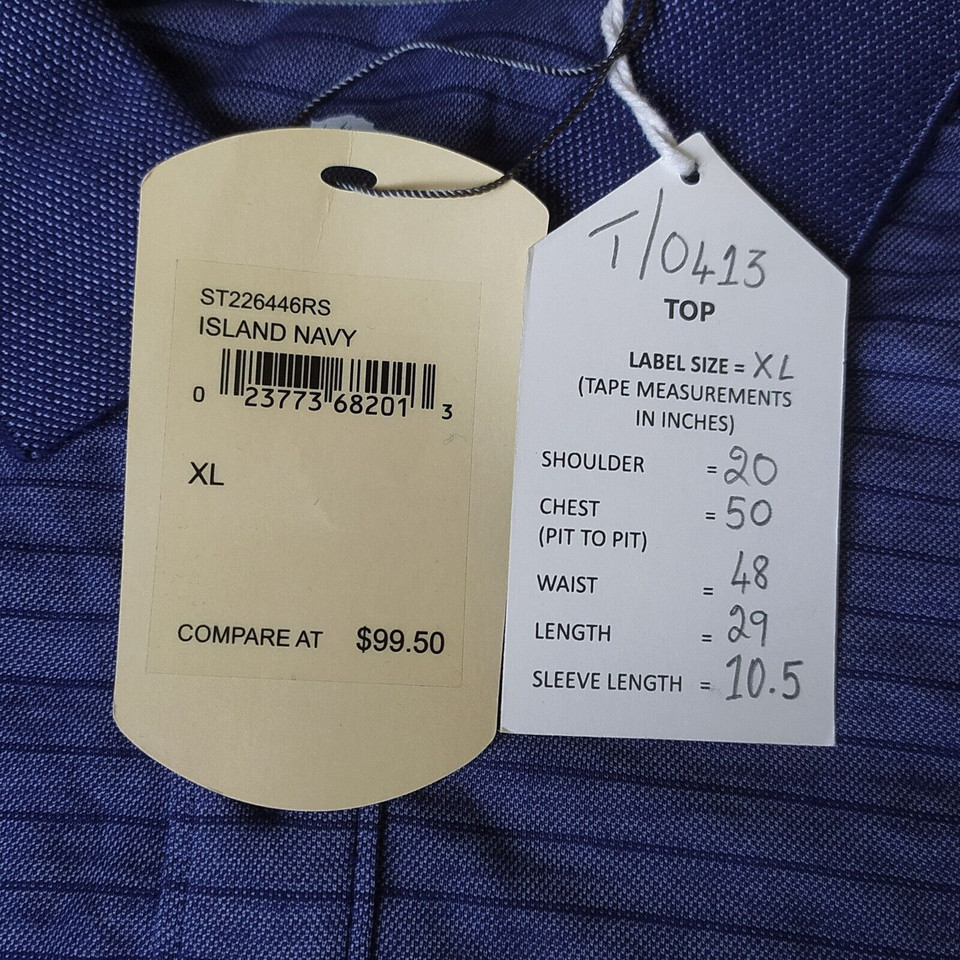 ST226446RS
ISLAND NAVY
0 23773 68201 3
XL
COMPARE AT $99.50
T/0413
TOP
LABEL SIZE = XL
(TAPE MEASUREMENTS
IN INCHES)
SHOULDER = 20
CHEST = 50
(PIT TO PIT)
WAIST = 48
LENGTH = 29
SLEEVE LENGTH = 10.5